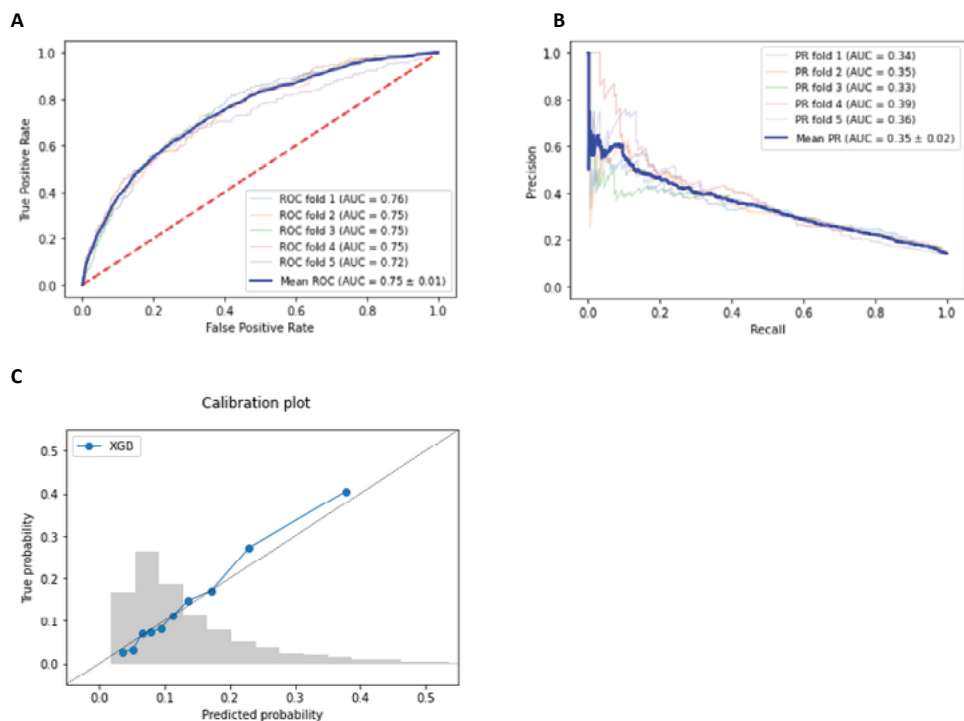 A
1.0
0.8
0.6
0.4
0.2
0.0
True Positive Rate
ROC fold 1 (AUC = 0.76)
ROC fold 2 (AUC = 0.75)
ROC fold 3 (AUC = 0.75)
ROC fold 4 (AUC = 0.75)
ROC fold 5 (AUC = 0.72)
Mean ROC (AUC = 0.75 ± 0.01)
0.0 0.2 0.4 0.6 0.8 1.0
False Positive Rate
B
1.0
0.8
0.6
0.4
0.2
0.0
Precision
PR fold 1 (AUC = 0.34)
PR fold 2 (AUC = 0.35)
PR fold 3 (AUC = 0.33)
PR fold 4 (AUC = 0.39)
PR fold 5 (AUC = 0.36)
Mean PR (AUC = 0.35 ± 0.02)
0.0 0.2 0.4 0.6 0.8 1.0
Recall
C
Calibration plot
XGB
0.5
0.4
0.3
0.2
0.1
0.0
True probability
0.0 0.1 0.2 0.3 0.4 0.5
Predicted probability